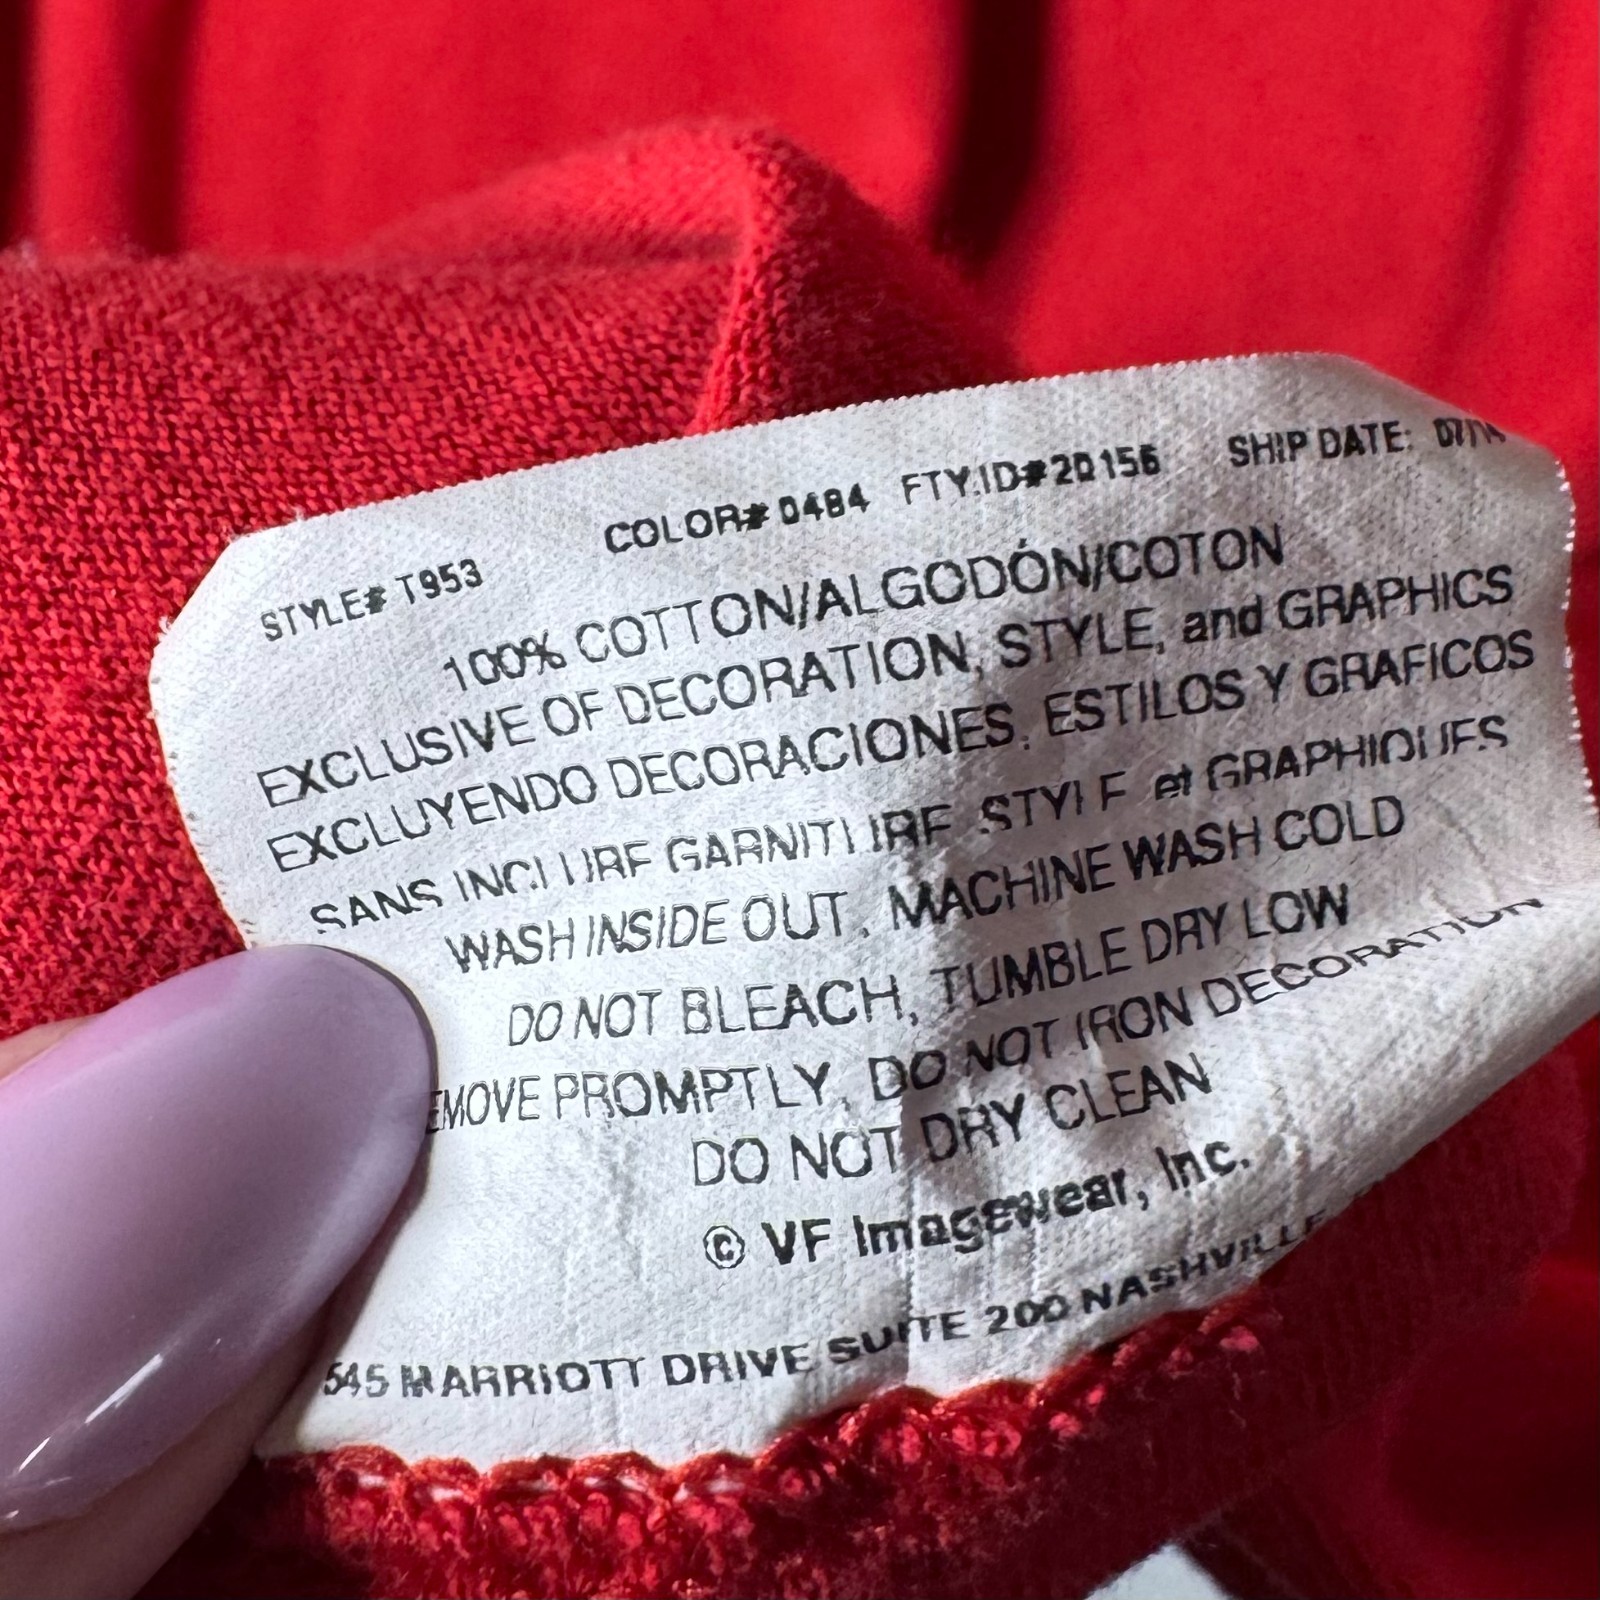 STYLE# T953 COLOR# 0484 FTY.ID# 20156 SHIP DATE: 07/14
100% COTTON/ALGODÓN/COTON
EXCLUSIVE OF DECORATION, STYLE, and GRAPHICS
EXCLUYENDO DECORACIONES, ESTILOS Y GRAFICOS
SANS INCLURE GARNITURE, STYLE et GRAPHIQUES
WASH INSIDE OUT, MACHINE WASH COLD
DO NOT BLEACH, TUMBLE DRY LOW
EMOVE PROMPTLY, DO NOT IRON DECORATION
DO NOT DRY CLEAN
© VF Imagewear, Inc.
545 MARRIOTT DRIVE SUITE 200 NASHVILLE